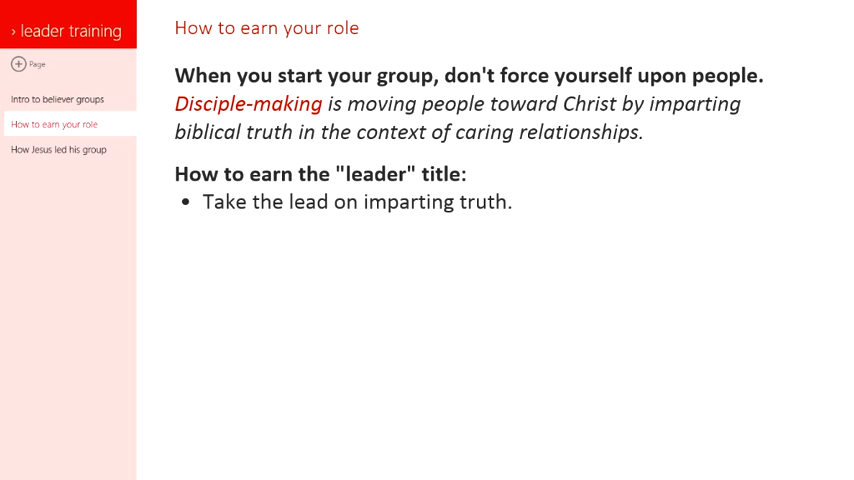 › leader training
Page
Intro to believer groups
How to earn your role
How Jesus led his group
How to earn your role
When you start your group, don't force yourself upon people.
Disciple-making is moving people toward Christ by imparting
biblical truth in the context of caring relationships.
How to earn the "leader" title:
• Take the lead on imparting truth.